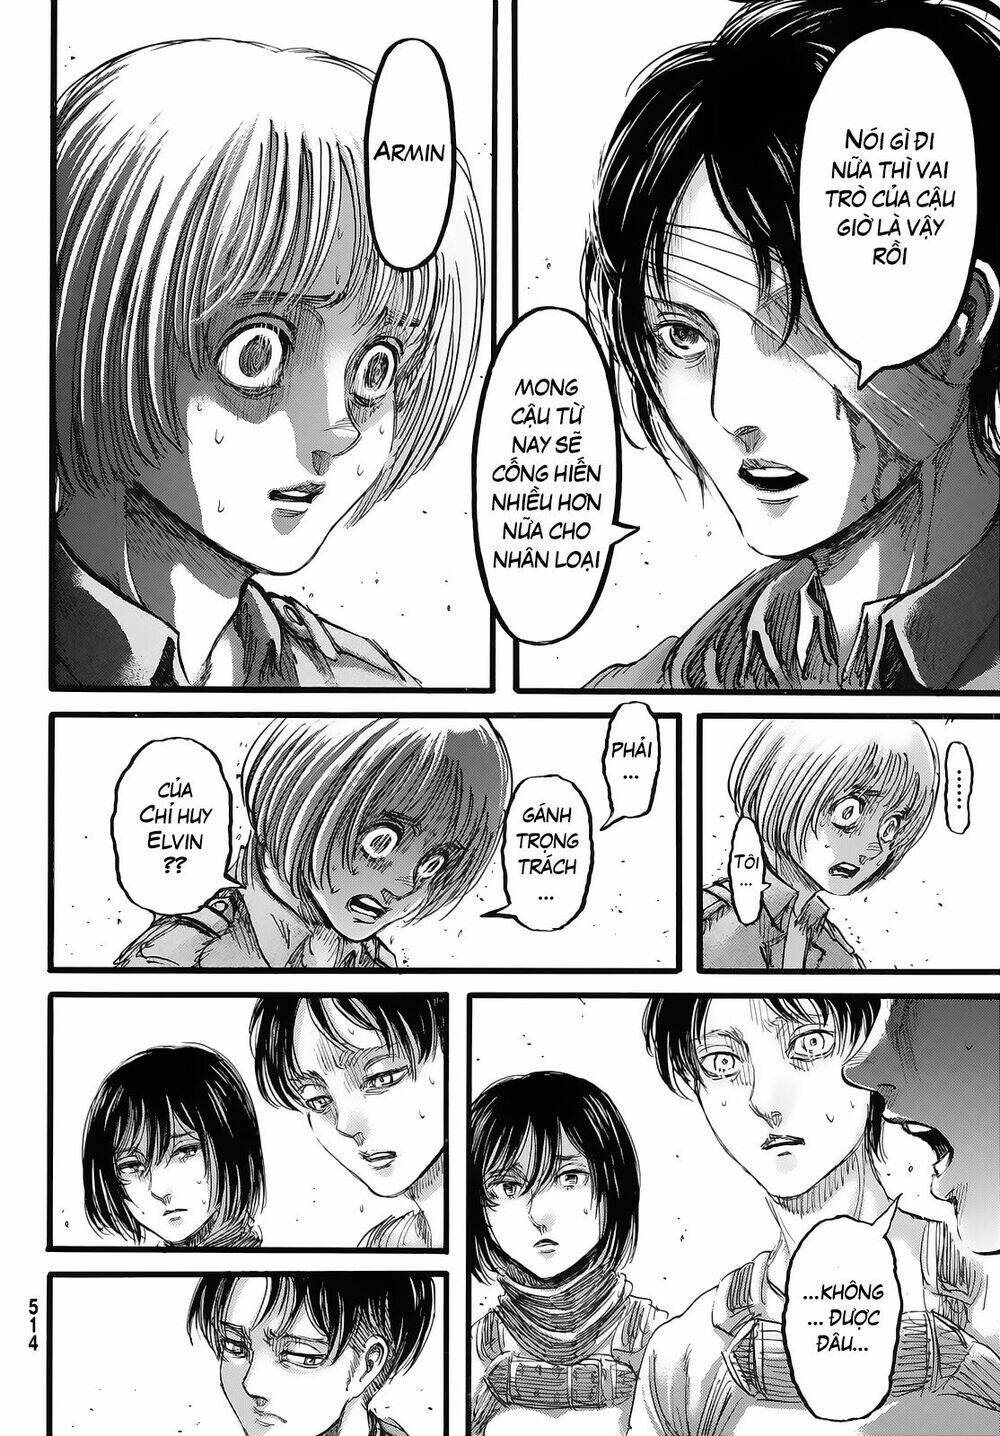 NÓI GÌ ĐI
NỮA THÌ VAI
TRÒ CỦA CẬU
GIỜ LÀ VẬY
RỒI
ARMIN
MONG
CẬU TỪ
NAY SẼ
CỐNG HIẾN
NHIỀU HƠN
NỮA CHO
NHÂN LOẠI
......
TÔI
...
PHẢI
...
GÁNH
TRỌNG
TRÁCH
...
CỦA
CHỈ HUY
ELVIN
??
...KHÔNG
... ĐƯỢC
ĐÂU...
514